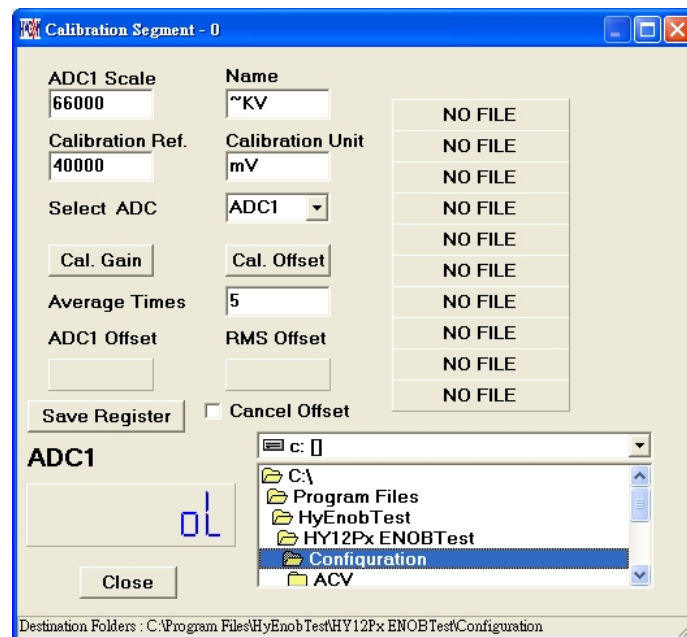 HYCON Calibration Segment - 0
ADC1 Scale
66000
Name
~KV
Calibration Ref.
40000
Calibration Unit
mV
Select ADC
ADC1
Cal. Gain
Cal. Offset
Average Times
5
ADC1 Offset
RMS Offset
Save Register
Cancel Offset
NO FILE
NO FILE
NO FILE
NO FILE
NO FILE
NO FILE
NO FILE
NO FILE
NO FILE
NO FILE
ADC1
oL
Close
c: []
C:\
Program Files
HyEnobTest
HY12Px ENOBTest
Configuration
ACV
Destination Folders : C:\Program Files\HyEnobTest\HY12Px ENOBTest\Configuration